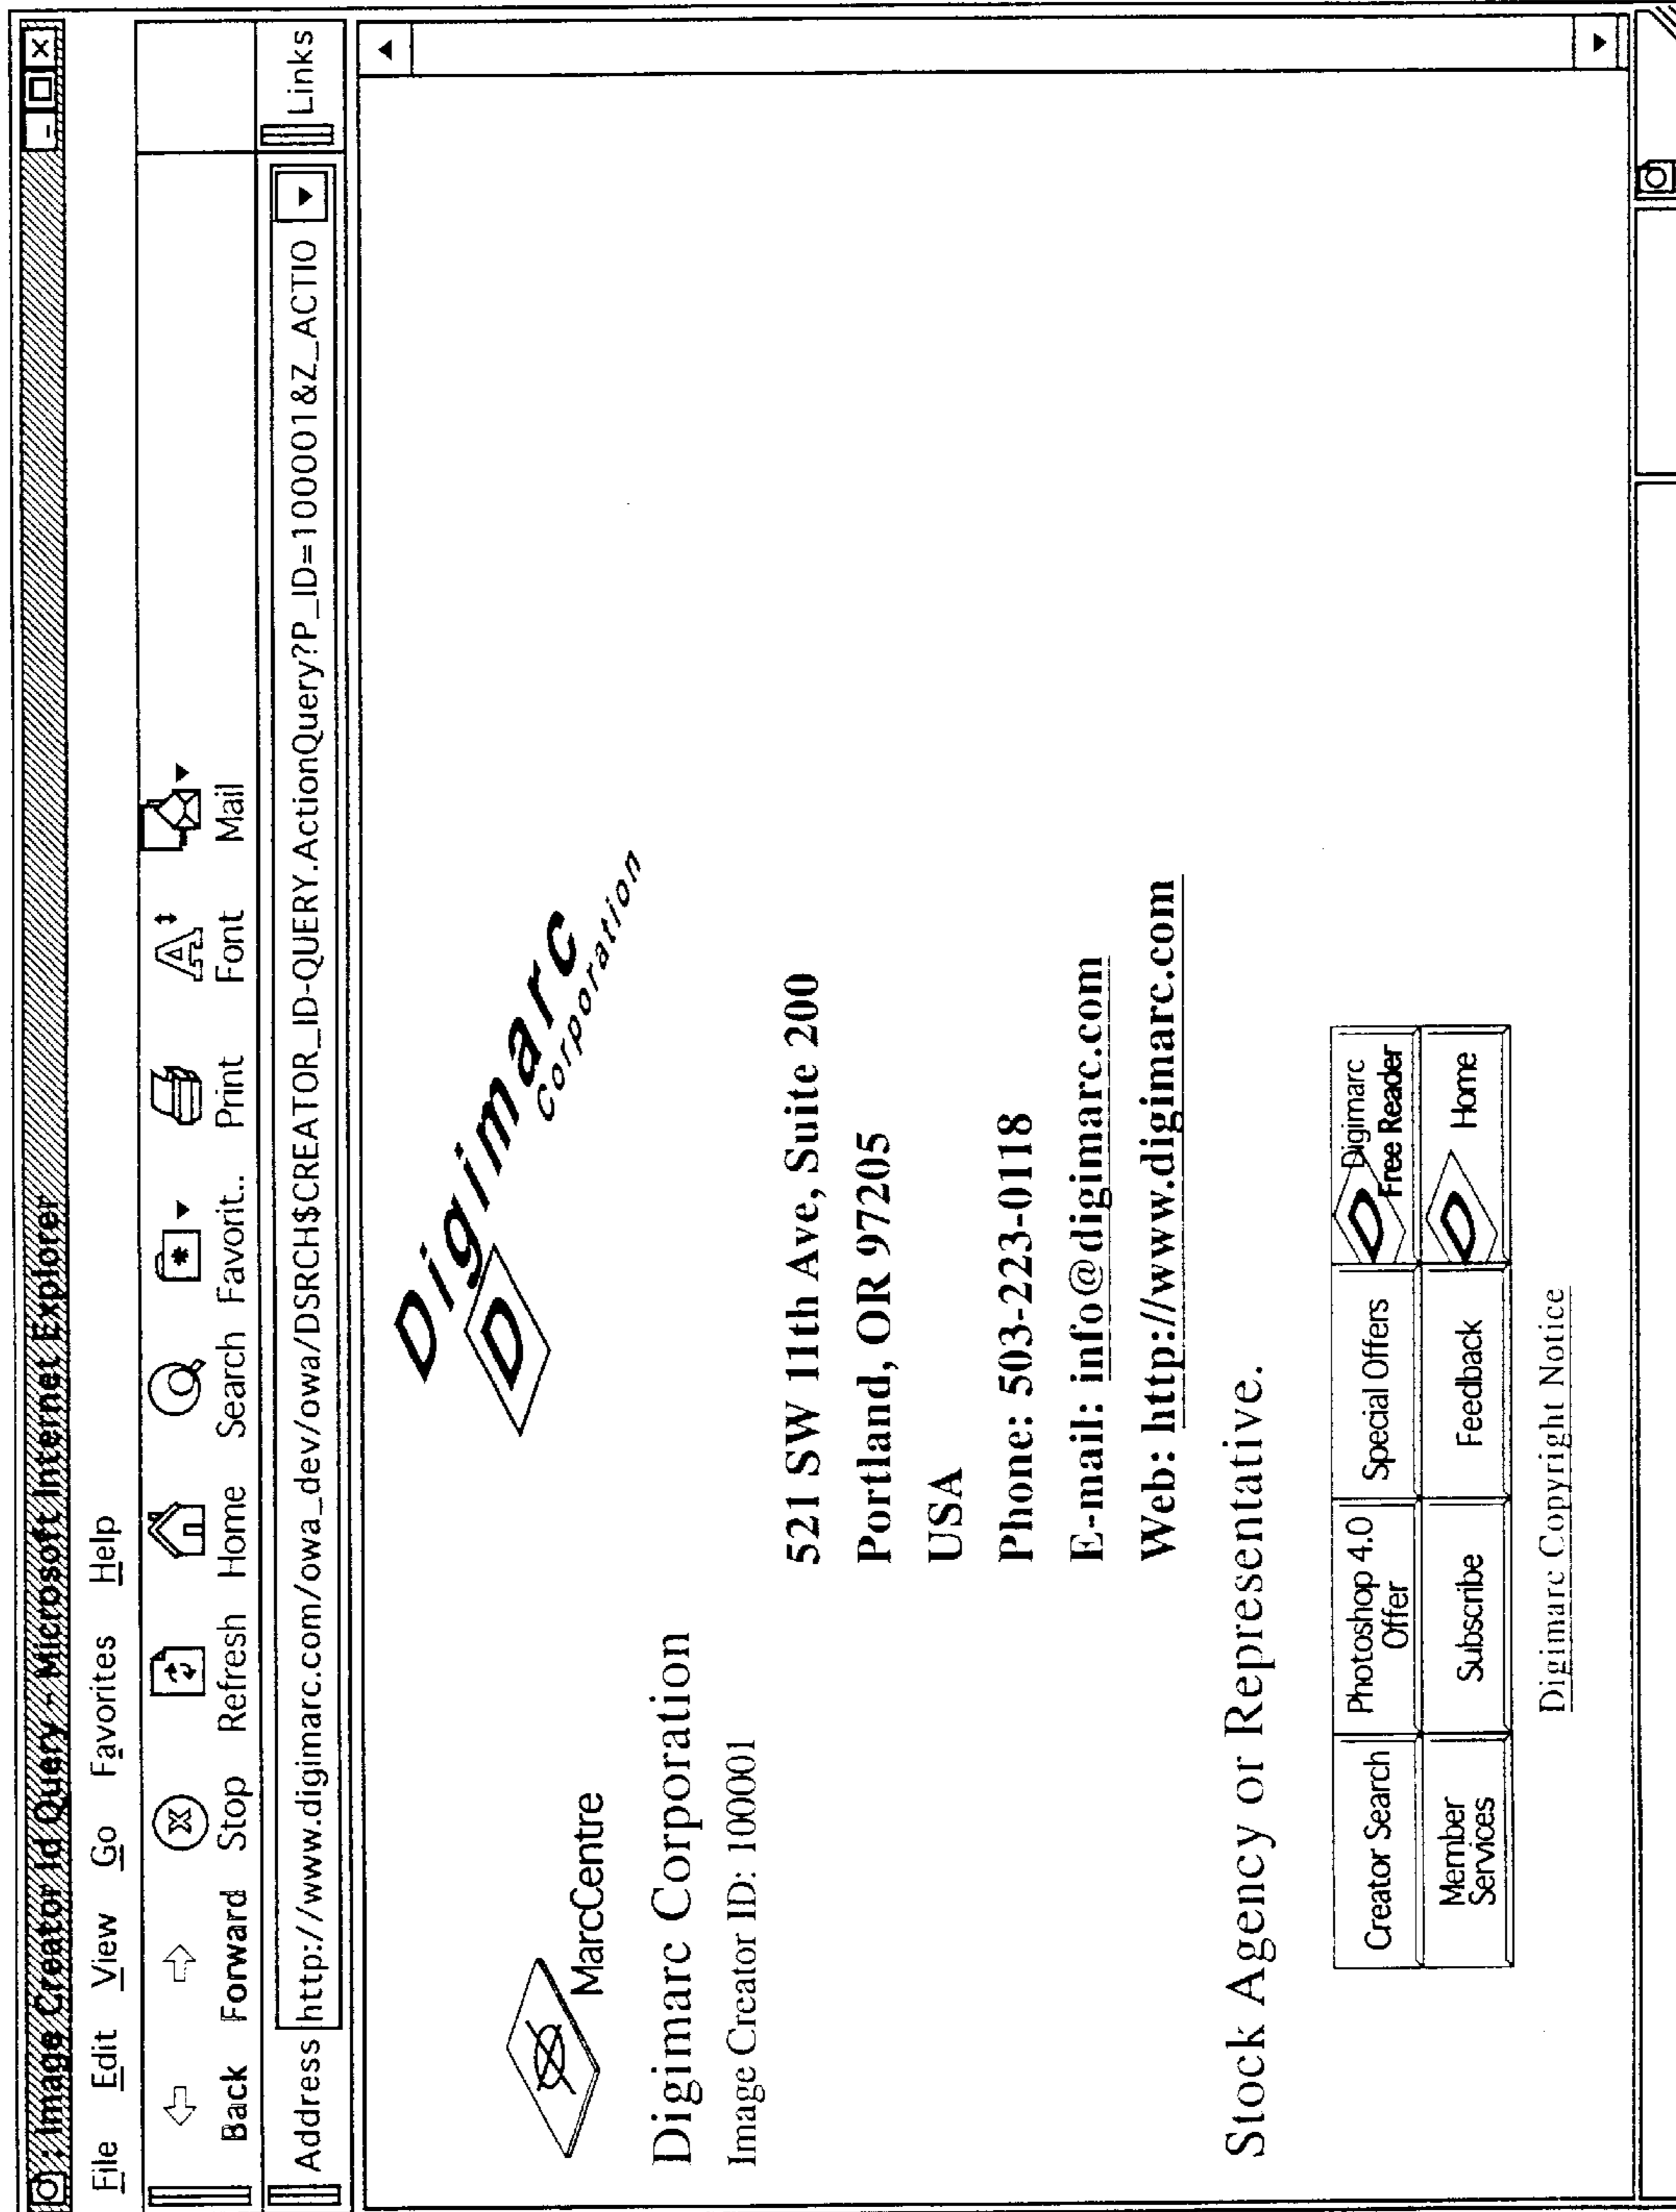 : Image Creator Id Query - Microsoft Internet Explorer
File Edit View Go Favorites Help
Back Forward Stop Refresh Home Search Favorit.. Print Font Mail
Address http://www.digimarc.com/owa_dev/owa/DSRCH$CREATOR_ID-QUERY.ActionQuery?P_ID=100001&Z_ACTIO Links
MarcCentre
D Digimarc
Corporation
Digimarc Corporation
Image Creator ID: 100001
521 SW 11th Ave, Suite 200
Portland, OR 97205
USA
Phone: 503-223-0118
E-mail: info@digimarc.com
Web: http://www.digimarc.com
Stock Agency or Representative.
Creator Search Photoshop 4.0 Offer Special Offers D Digimarc Free Reader
Member Services Subscribe Feedback D Home
Digimarc Copyright Notice